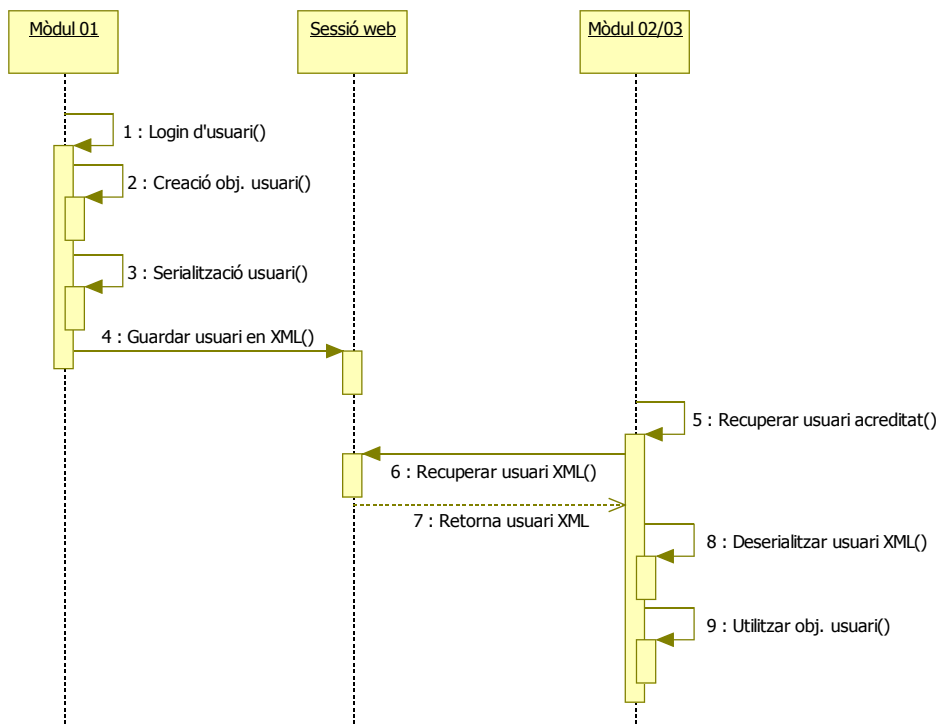 Mòdul 01
Sessió web
Mòdul 02/03
1 : Login d'usuari()
2 : Creació obj. usuari()
3 : Serialització usuari()
4 : Guardar usuari en XML()
5 : Recuperar usuari acreditat()
6 : Recuperar usuari XML()
7 : Retorna usuari XML
8 : Deserialitzar usuari XML()
9 : Utilitzar obj. usuari()